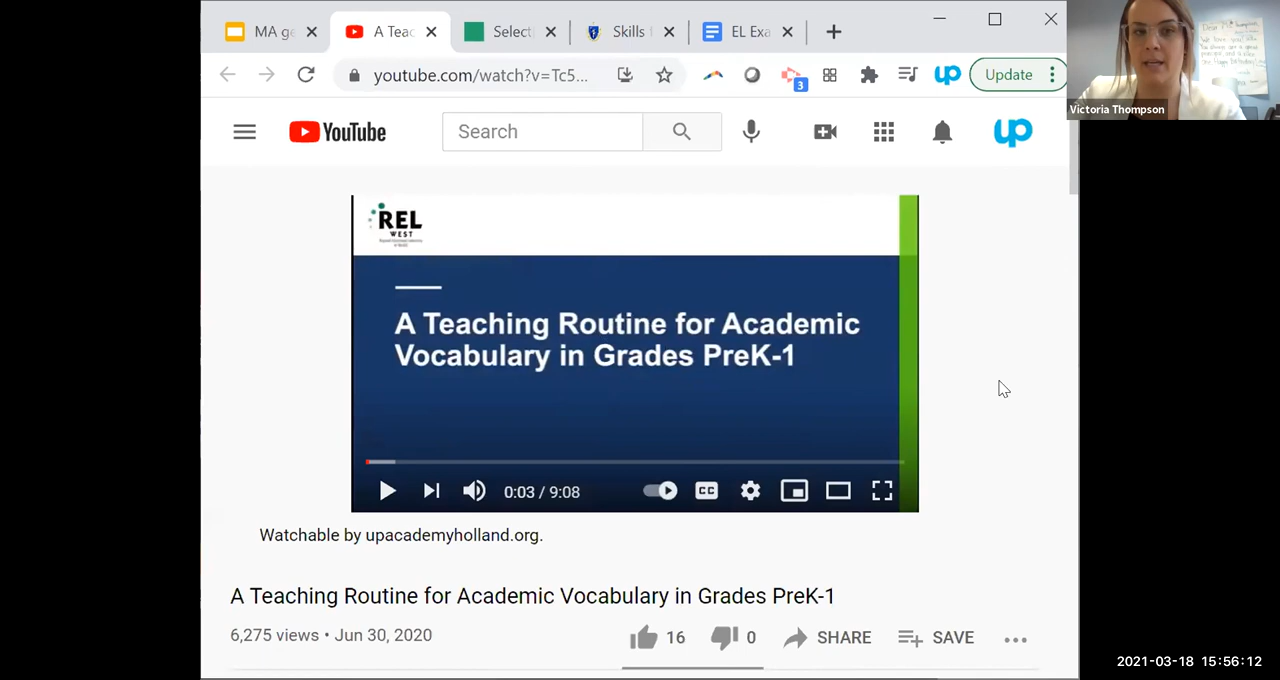 MA ge
A Teac
Select
Skills
EL Exa
youtube.com/watch?v=Tc5...
3
up
Update
Victoria Thompson
YouTube
Search
up
REL
WEST
A Teaching Routine for Academic
Vocabulary in Grades PreK-1
0:03 / 9:08
CC
Watchable by upacademyholland.org.
A Teaching Routine for Academic Vocabulary in Grades PreK-1
6,275 views • Jun 30, 2020
16
0
SHARE
SAVE
2021-03-18 15:56:12